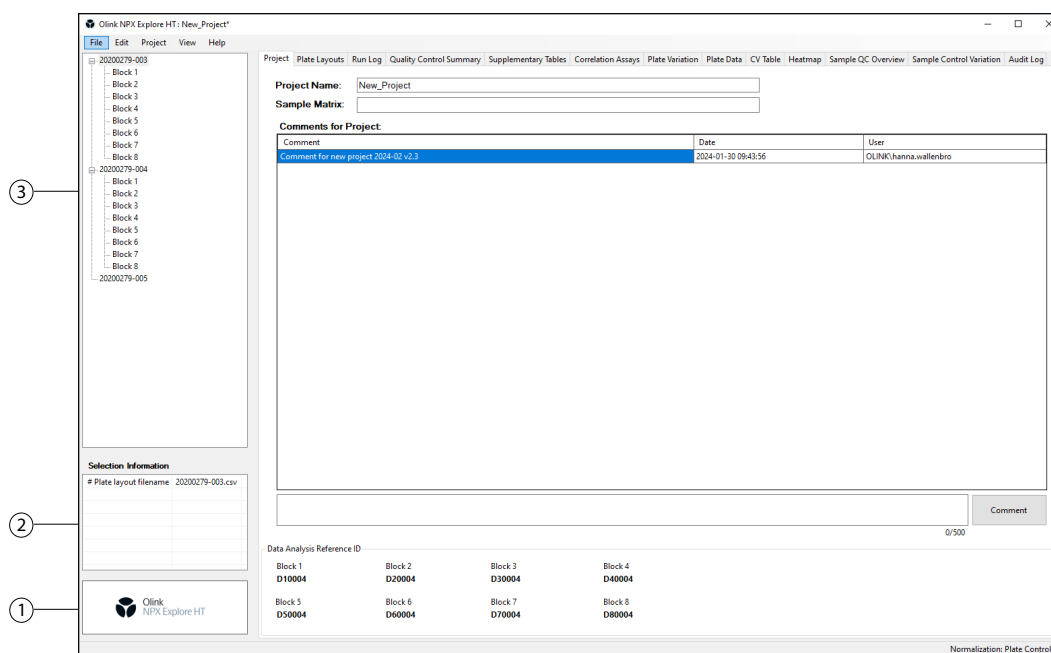 Olink NPX Explore HT : New_Project*
File Edit Project View Help
20200279-003
Block 1
Block 2
Block 3
Block 4
Block 5
Block 6
Block 7
Block 8
20200279-004
Block 1
Block 2
Block 3
Block 4
Block 5
Block 6
Block 7
Block 8
20200279-005
3
Selection Information
# Plate layout filename 20200279-003.csv
2
Olink
NPX Explore HT
1
Project Plate Layouts Run Log Quality Control Summary Supplementary Tables Correlation Assays Plate Variation Plate Data CV Table Heatmap Sample QC Overview Sample Control Variation Audit Log
Project Name: New_Project
Sample Matrix:
Comments for Project:
Comment Date User
Comment for new project 2024-02 v2.3 2024-01-30 09:43:56 OLINK\hanna.wallenbro
Comment
0/500
Data Analysis Reference ID
Block 1 Block 2 Block 3 Block 4
D10004 D20004 D30004 D40004
Block 5 Block 6 Block 7 Block 8
D50004 D60004 D70004 D80004
Normalization: Plate Control